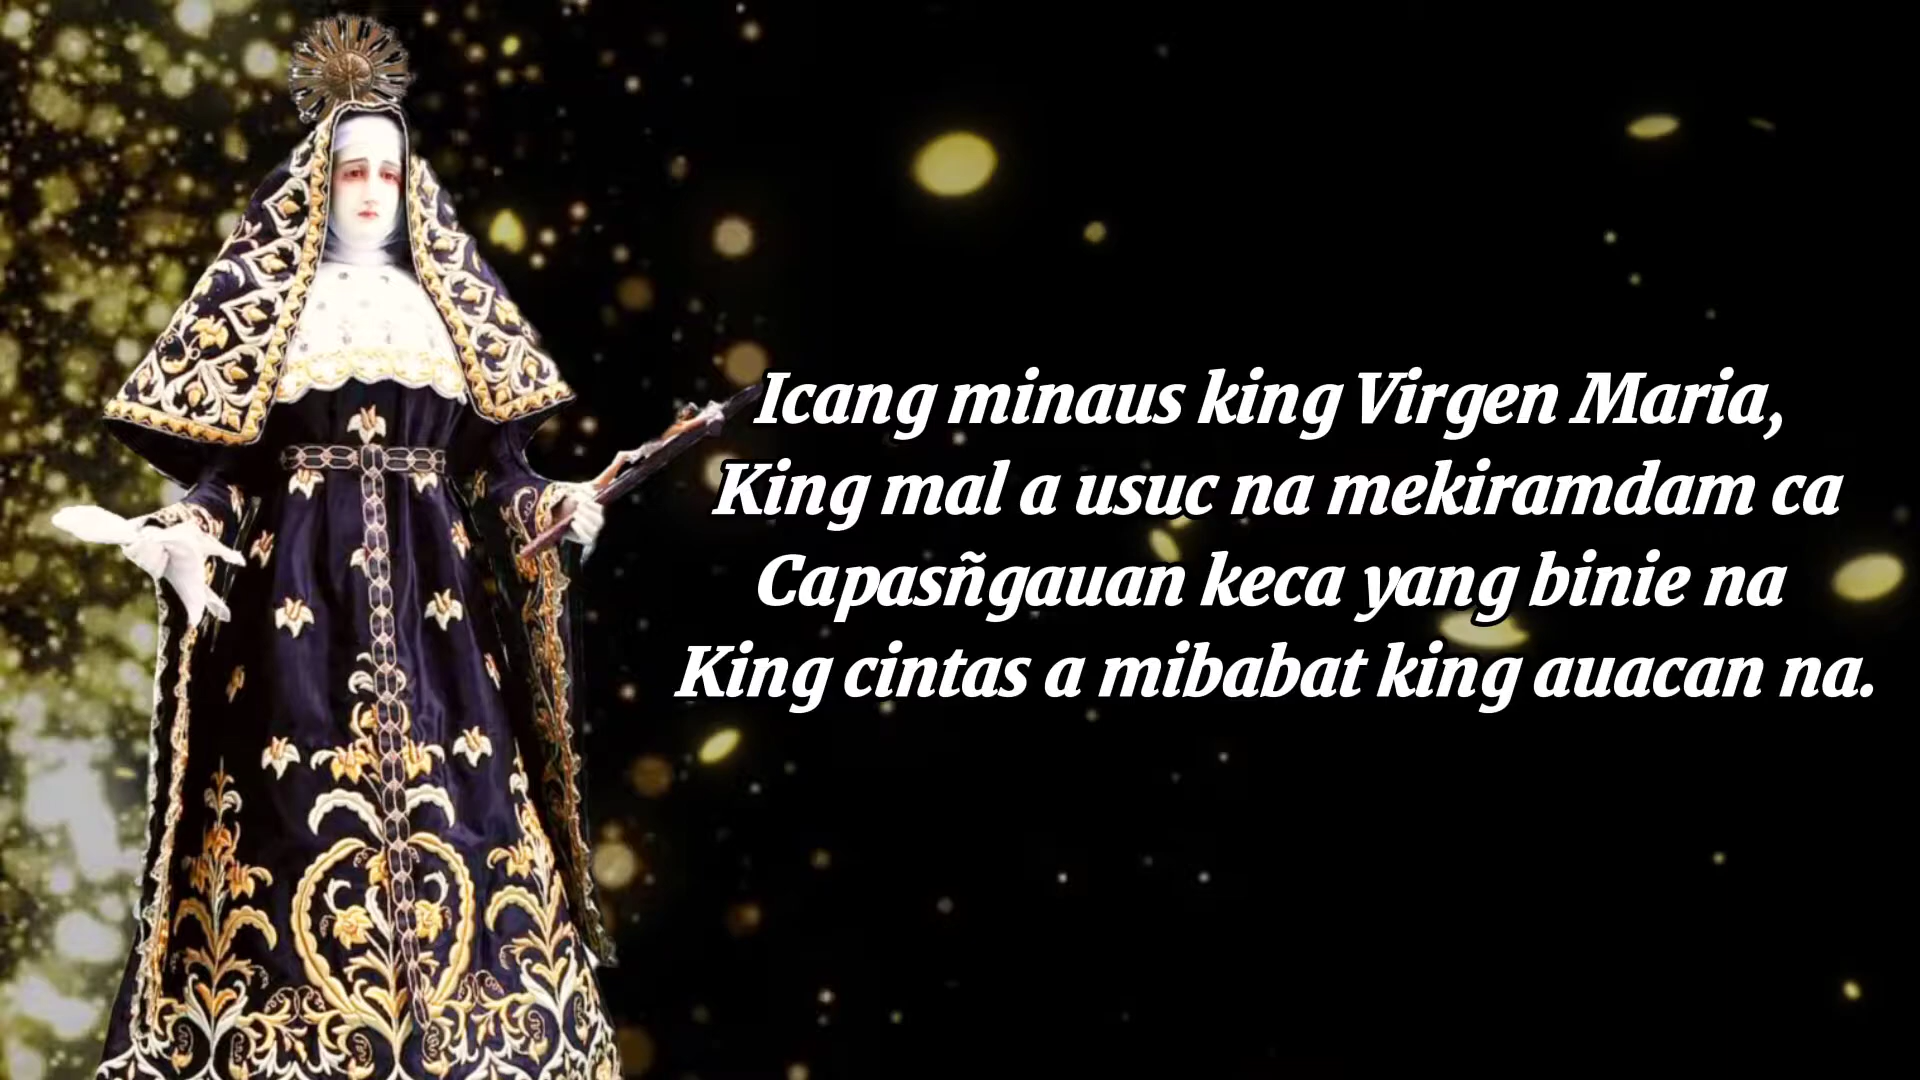 Icang minaus king Virgen Maria,
King mal a usuc na mekiramdam ca
Capasñgauan keca yang binie na
King cintas a mibabat king auacan na.